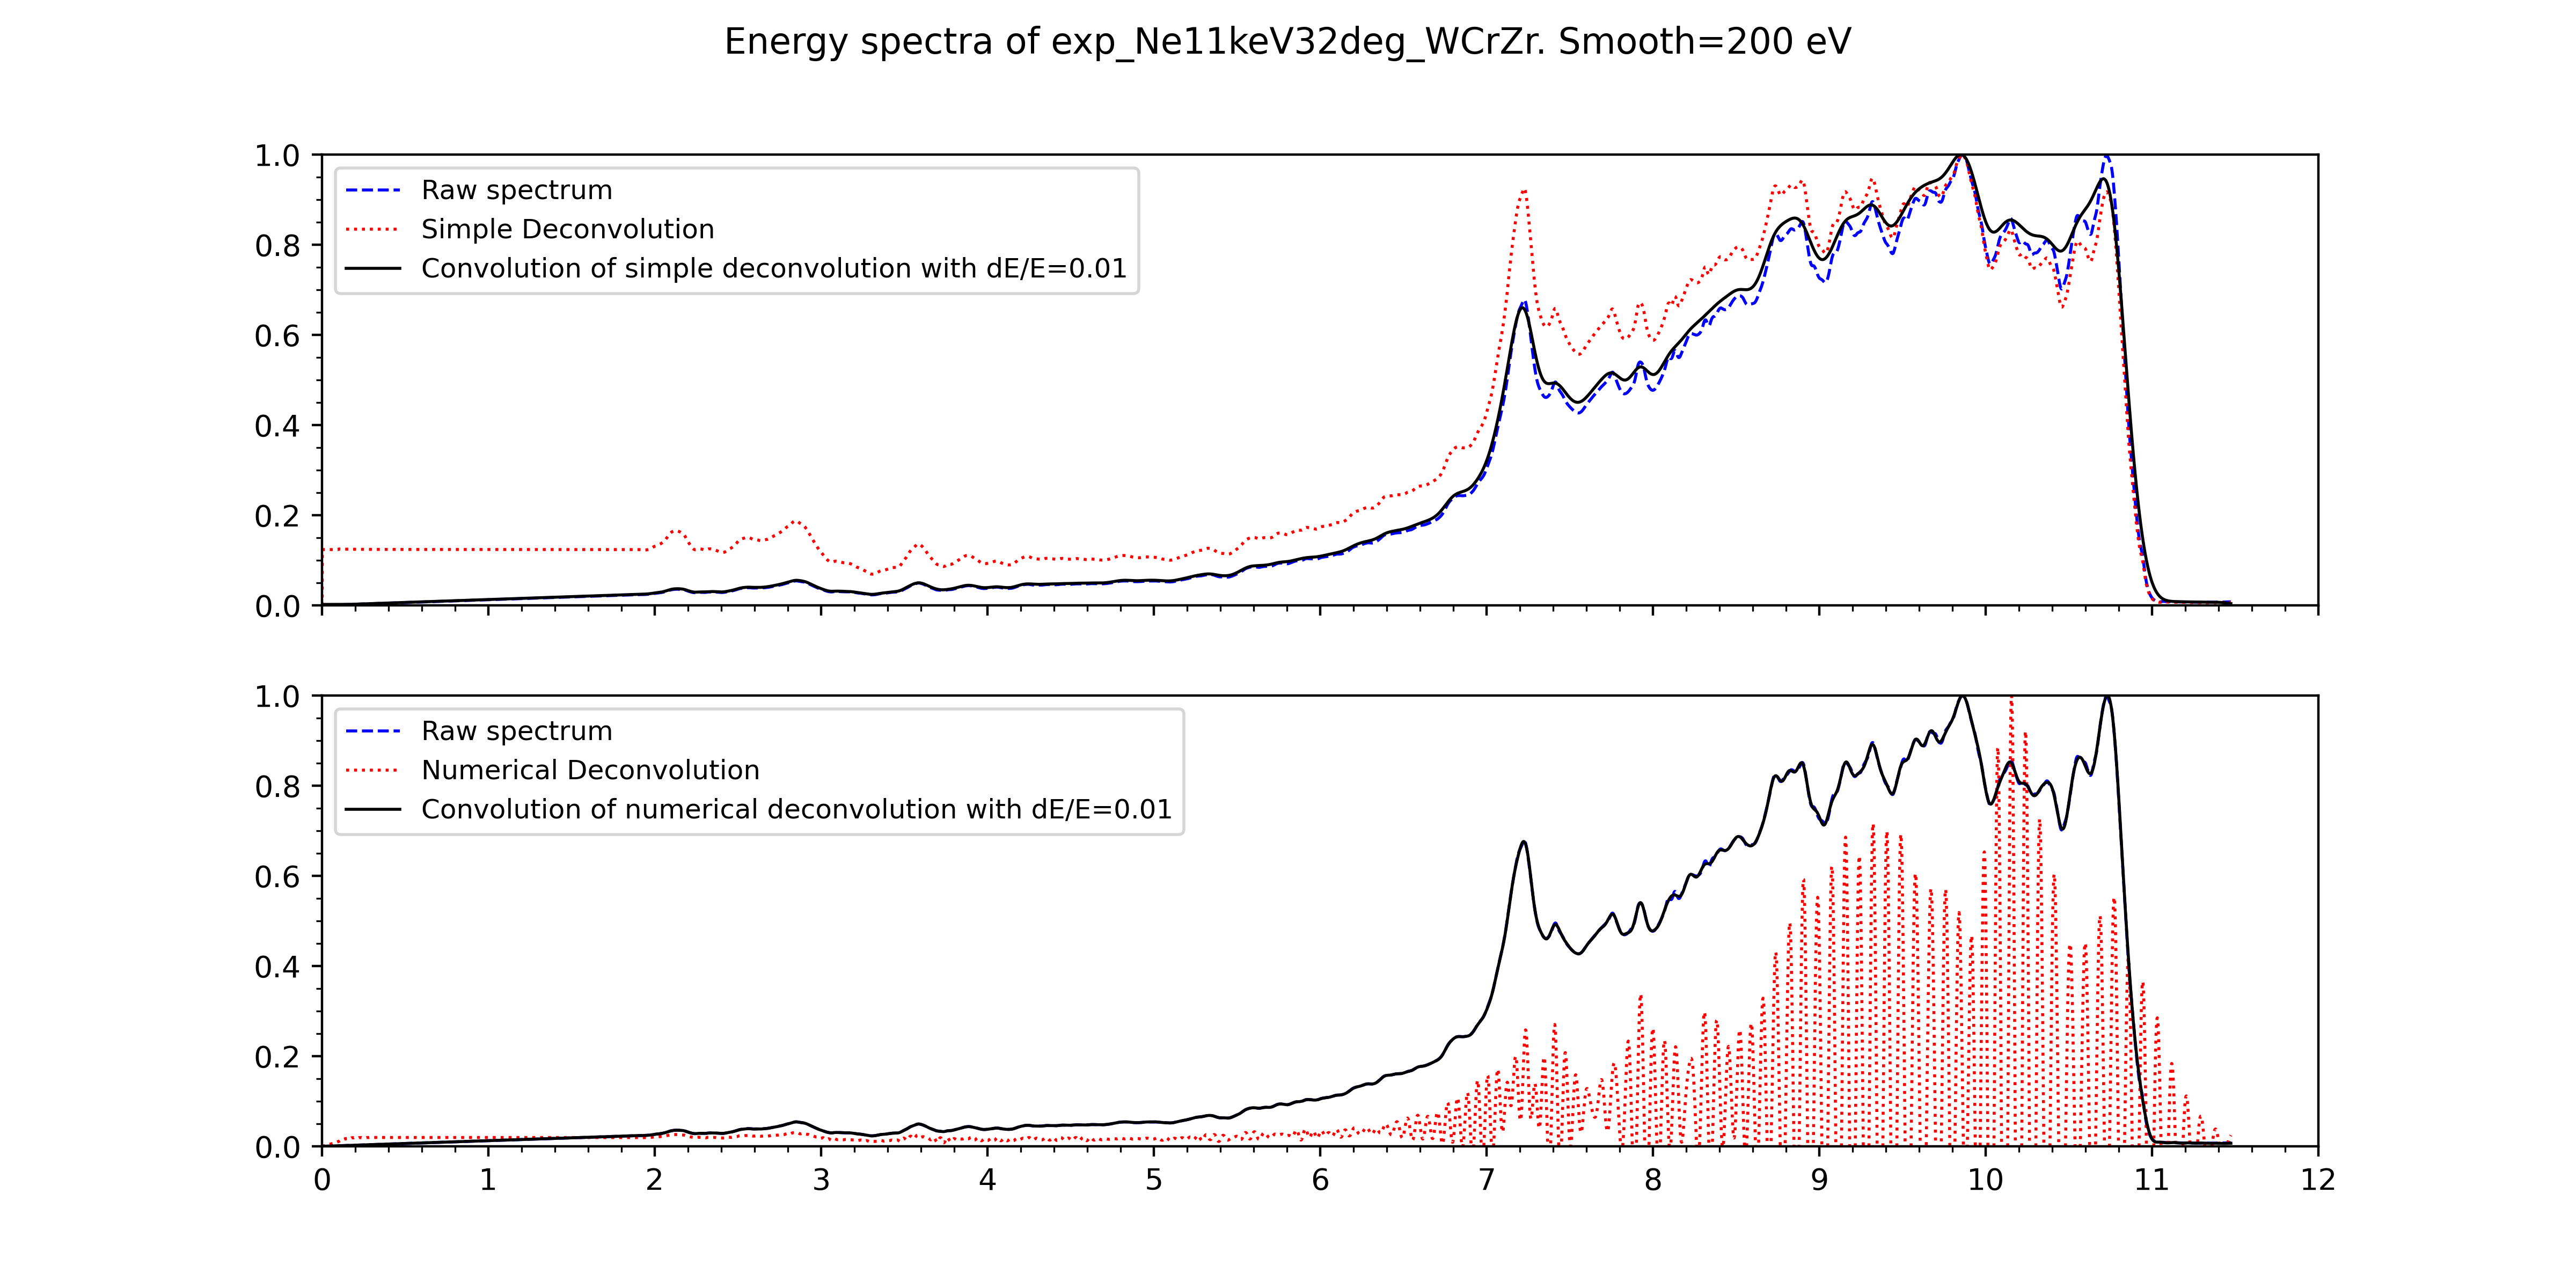 Energy spectra of exp_Ne11keV32deg_WCrZr. Smooth=200 eV
1.0
0.8
0.6
0.4
0.2
0.0
Raw spectrum
Simple Deconvolution
Convolution of simple deconvolution with dE/E=0.01
1.0
0.8
0.6
0.4
0.2
0.0
Raw spectrum
Numerical Deconvolution
Convolution of numerical deconvolution with dE/E=0.01
0 1 2 3 4 5 6 7 8 9 10 11 12